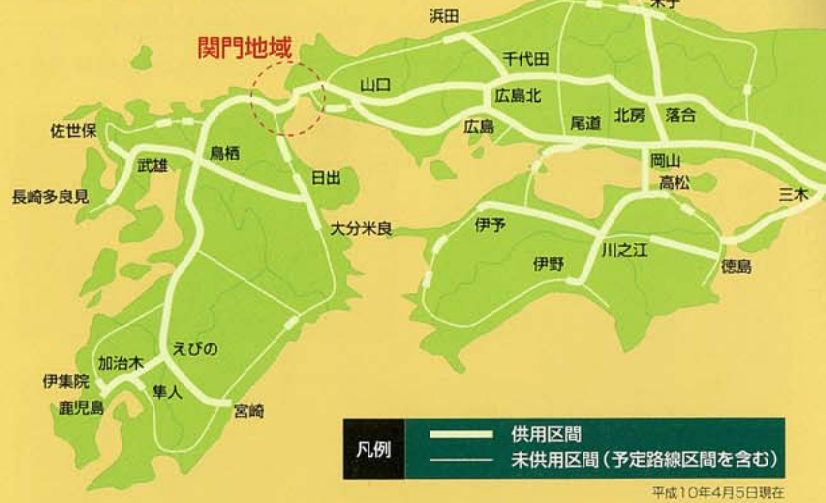 米子
浜田
関門地域
千代田
山口
広島北
広島
尾道
北房
落合
佐世保
武雄
鳥栖
日出
岡山
高松
三木
長崎多良見
大分米良
伊予
伊野
川之江
徳島
えびの
加治木
伊集院
隼人
鹿児島
宮崎
凡例
供用区間
未供用区間(予定路線区間を含む)
平成10年4月5日現在